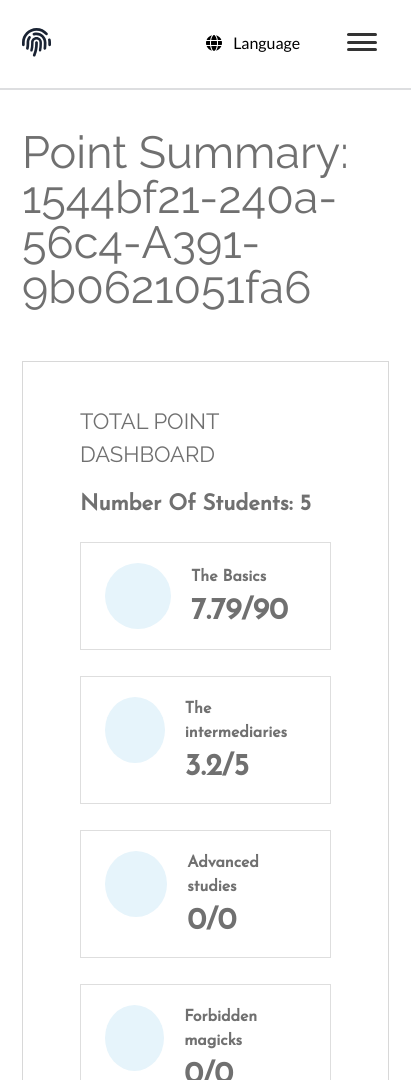 Language
Point Summary:
1544bf21-240a-
56c4-A391-
9b0621051fa6
TOTAL POINT
DASHBOARD
Number Of Students: 5
The Basics
7.79/90
The
intermediaries
3.2/5
Advanced
studies
0/0
Forbidden
magicks
0/0